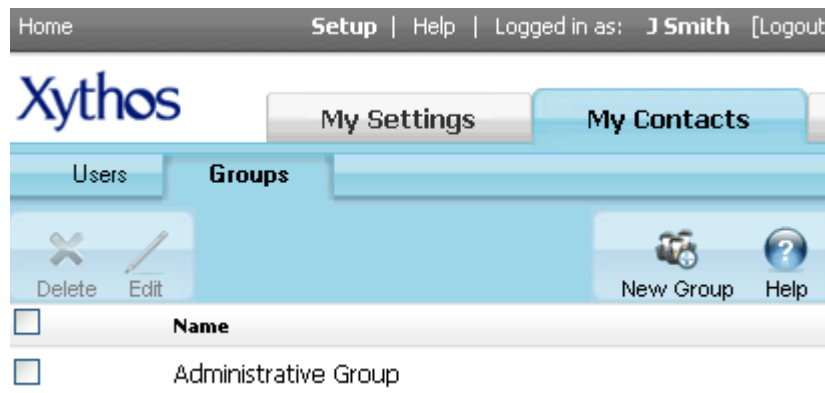 Home Setup | Help | Logged in as: J Smith [Logout
Xythos
My Settings My Contacts
Users Groups
Delete Edit New Group ? Help
Name
Administrative Group